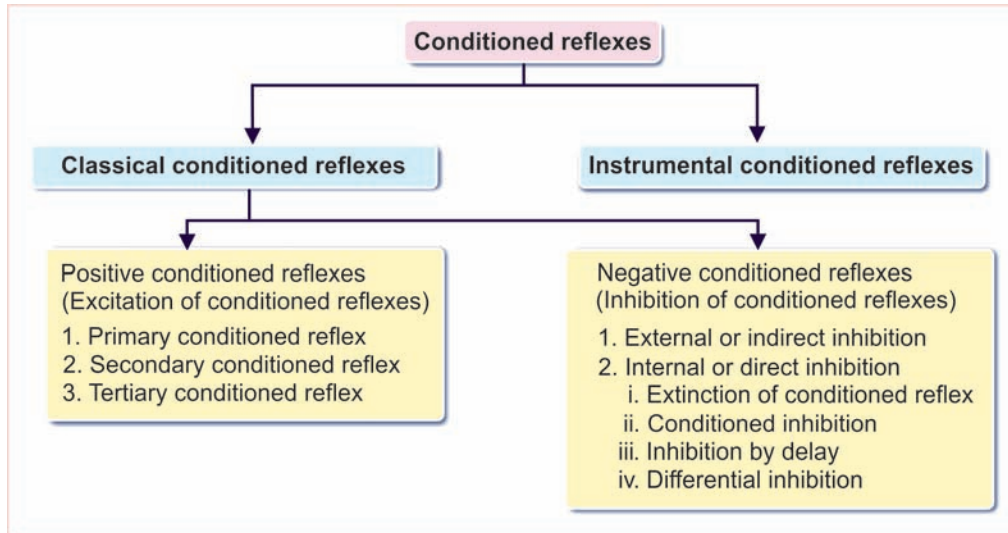 Conditioned reflexes
Classical conditioned reflexes
Instrumental conditioned reflexes
Positive conditioned reflexes
(Excitation of conditioned reflexes)
1. Primary conditioned reflex
2. Secondary conditioned reflex
3. Tertiary conditioned reflex
Negative conditioned reflexes
(Inhibition of conditioned reflexes)
1. External or indirect inhibition
2. Internal or direct inhibition
i. Extinction of conditioned reflex
ii. Conditioned inhibition
iii. Inhibition by delay
iv. Differential inhibition